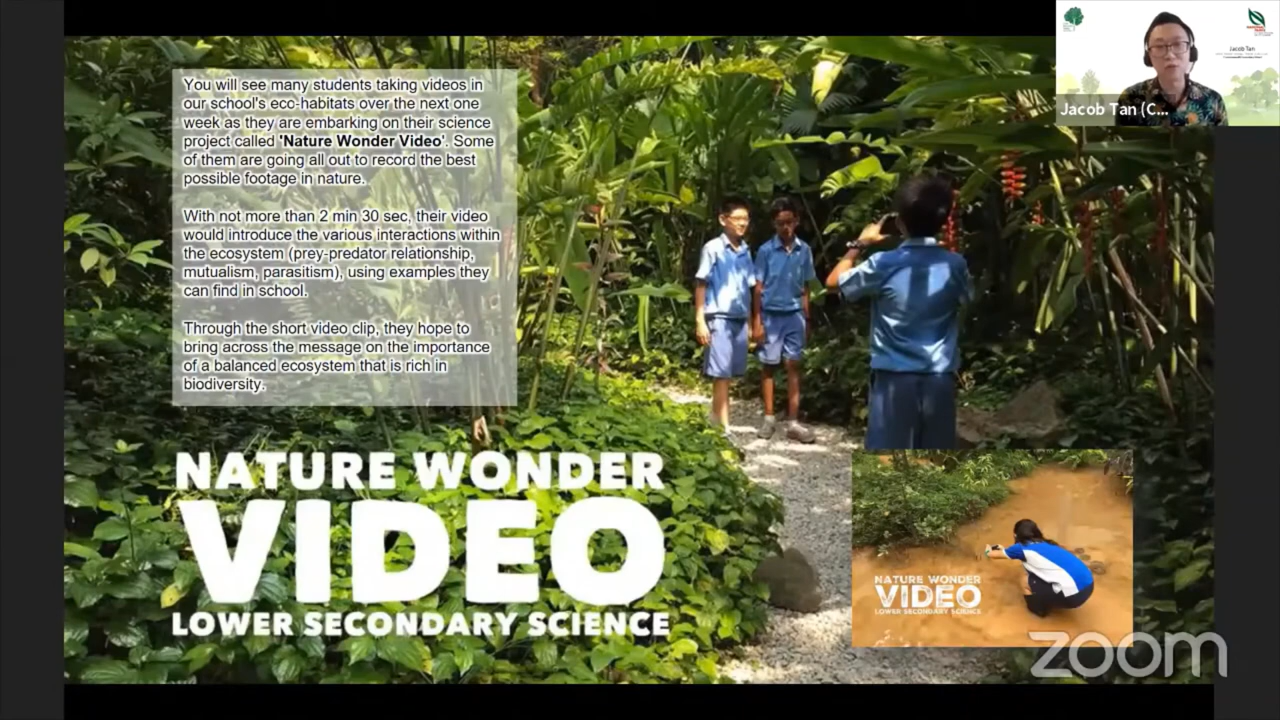 You will see many students taking videos in
our school's eco-habitats over the next one
week as they are embarking on their science
project called 'Nature Wonder Video'. Some
of them are going all out to record the best
possible footage in nature.
With not more than 2 min 30 sec, their video
would introduce the various interactions within
the ecosystem (prey-predator relationship,
mutualism, parasitism), using examples they
can find in school.
Through the short video clip, they hope to
bring across the message on the importance
of a balanced ecosystem that is rich in
biodiversity.
NATURE WONDER
VIDEO
LOWER SECONDARY SCIENCE
NATURE WONDER
VIDEO
LOWER SECONDARY SCIENCE
Jacob Tan
Jacob Tan (C...
zoom